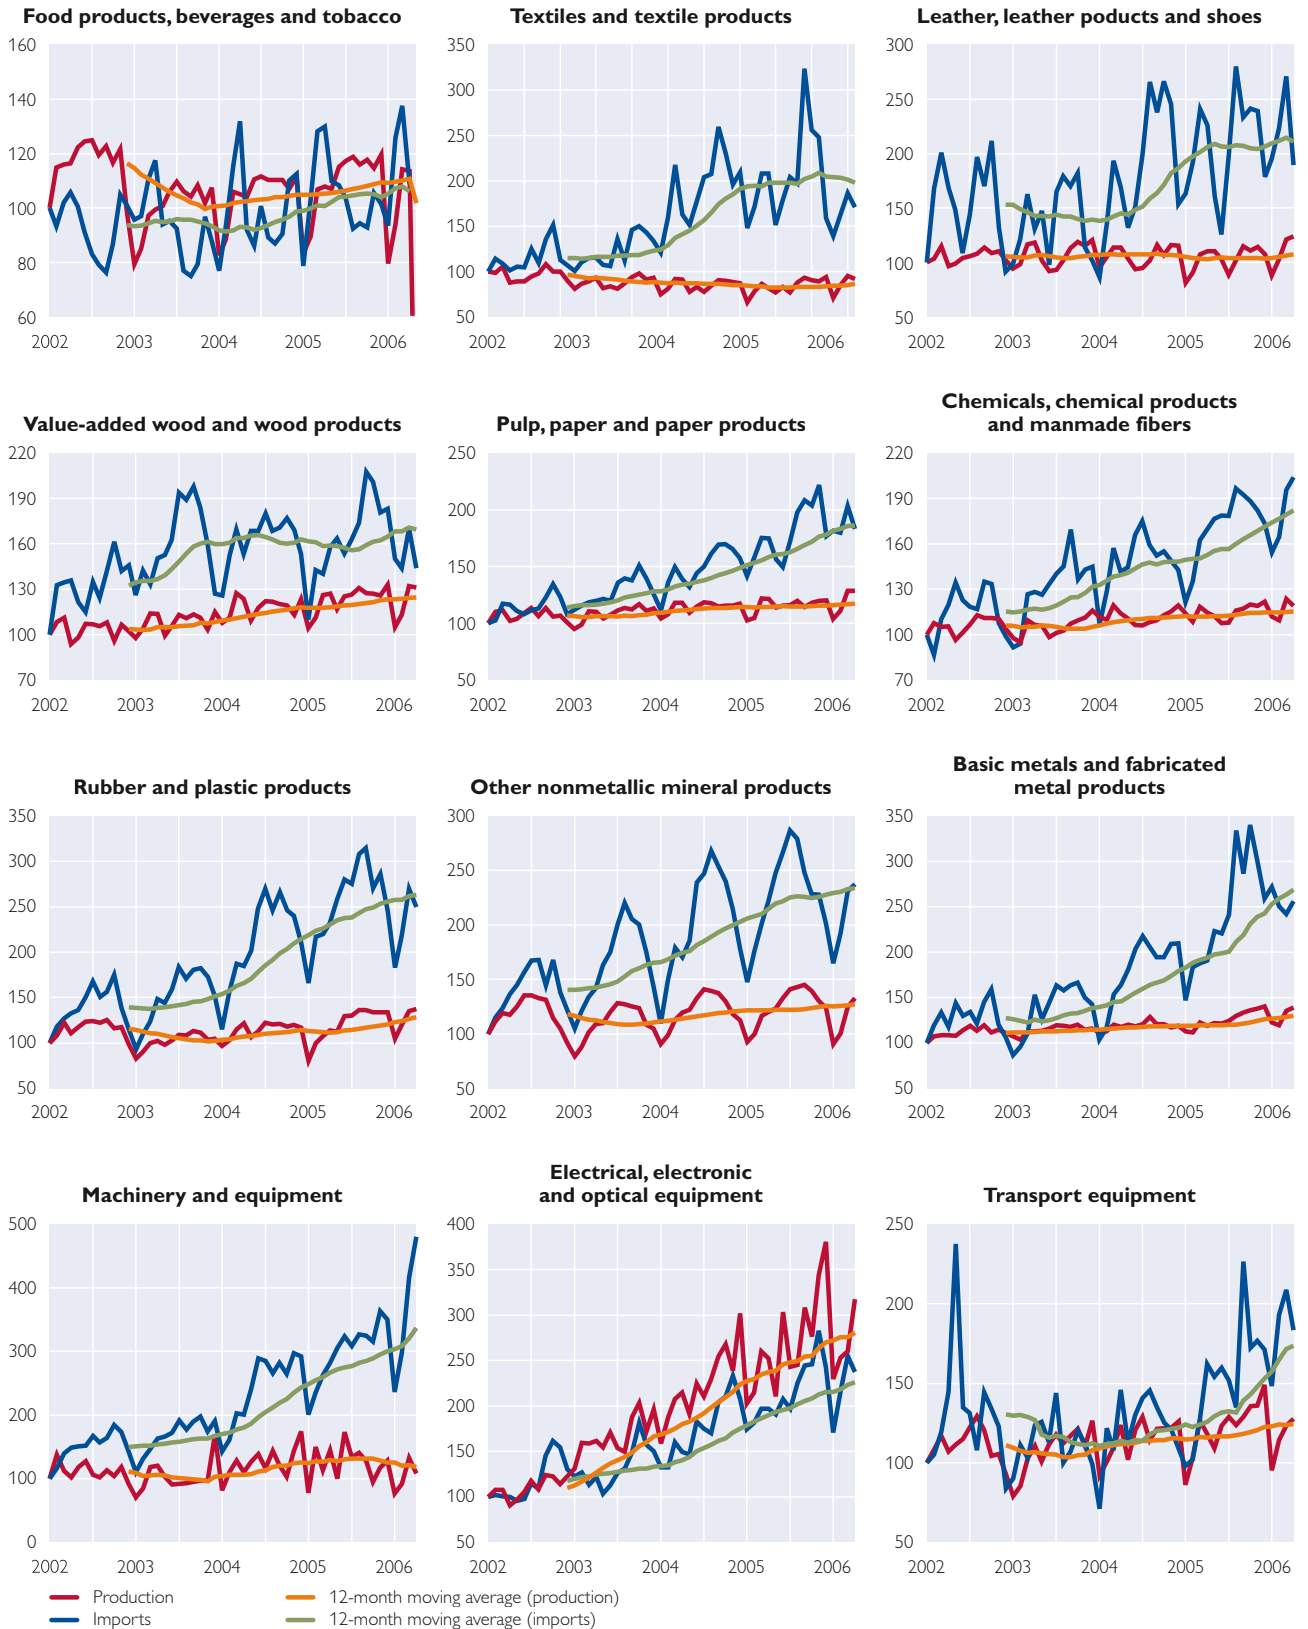 Food products, beverages and tobacco
160
140
120
100
80
60
2002 2003 2004 2005 2006
Textiles and textile products
350
300
250
200
150
100
50
2002 2003 2004 2005 2006
Leather, leather poducts and shoes
300
250
200
150
100
50
2002 2003 2004 2005 2006
Value-added wood and wood products
220
190
160
130
100
70
2002 2003 2004 2005 2006
Pulp, paper and paper products
250
200
150
100
50
2002 2003 2004 2005 2006
Chemicals, chemical products
and manmade fibers
220
190
160
130
100
70
2002 2003 2004 2005 2006
Rubber and plastic products
350
300
250
200
150
100
50
2002 2003 2004 2005 2006
Other nonmetallic mineral products
300
250
200
150
100
50
2002 2003 2004 2005 2006
Basic metals and fabricated
metal products
350
300
250
200
150
100
50
2002 2003 2004 2005 2006
Machinery and equipment
500
400
300
200
100
0
2002 2003 2004 2005 2006
Electrical, electronic
and optical equipment
400
350
300
250
200
150
100
50
2002 2003 2004 2005 2006
Transport equipment
250
200
150
100
50
2002 2003 2004 2005 2006
Production
Imports
12-month moving average (production)
12-month moving average (imports)